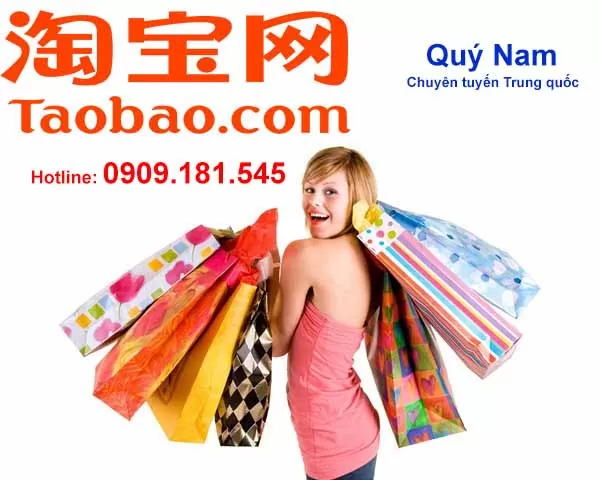 淘宝网
Taobao.com
Quý Nam
Chuyên tuyến Trung quốc
Hotline: 0909.181.545